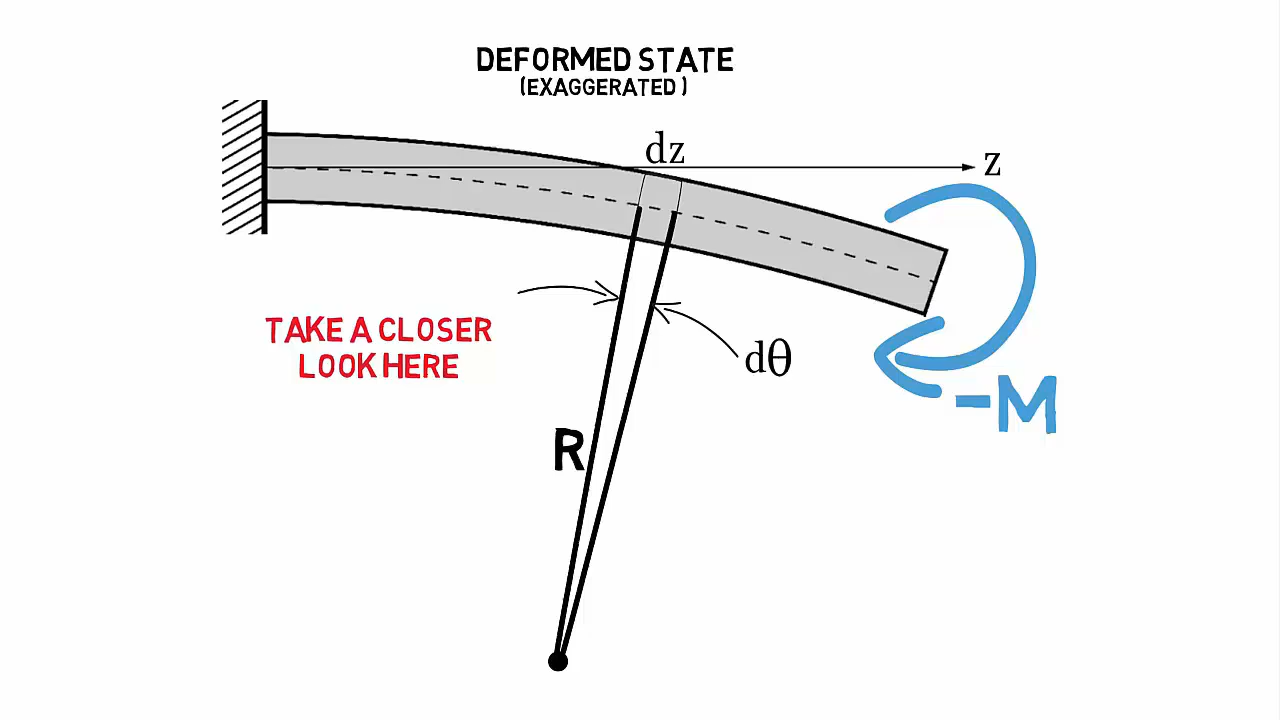 DEFORMED STATE
(EXAGGERATED)
dz
z
TAKE A CLOSER
LOOK HERE
dθ
R
-M